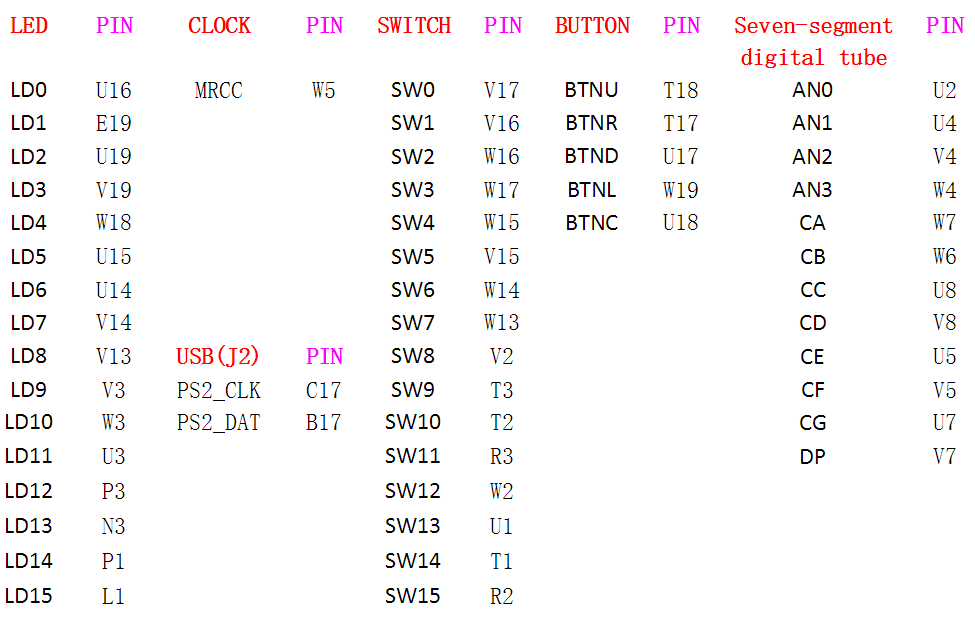 LED PIN CLOCK PIN SWITCH PIN BUTTON PIN Seven-segment PIN
digital tube
LD0 U16 MRCC W5 SW0 V17 BTNU T18 AN0 U2
LD1 E19 SW1 V16 BTNR T17 AN1 U4
LD2 U19 SW2 W16 BTND U17 AN2 V4
LD3 V19 SW3 W17 BTNL W19 AN3 W4
LD4 W18 SW4 W15 BTNC U18 CA W7
LD5 U15 SW5 V15 CB W6
LD6 U14 SW6 W14 CC U8
LD7 V14 SW7 W13 CD V8
LD8 V13 USB(J2) PIN SW8 V2 CE U5
LD9 V3 PS2_CLK C17 SW9 T3 CF V5
LD10 W3 PS2_DAT B17 SW10 T2 CG U7
LD11 U3 SW11 R3 DP V7
LD12 P3 SW12 W2
LD13 N3 SW13 U1
LD14 P1 SW14 T1
LD15 L1 SW15 R2